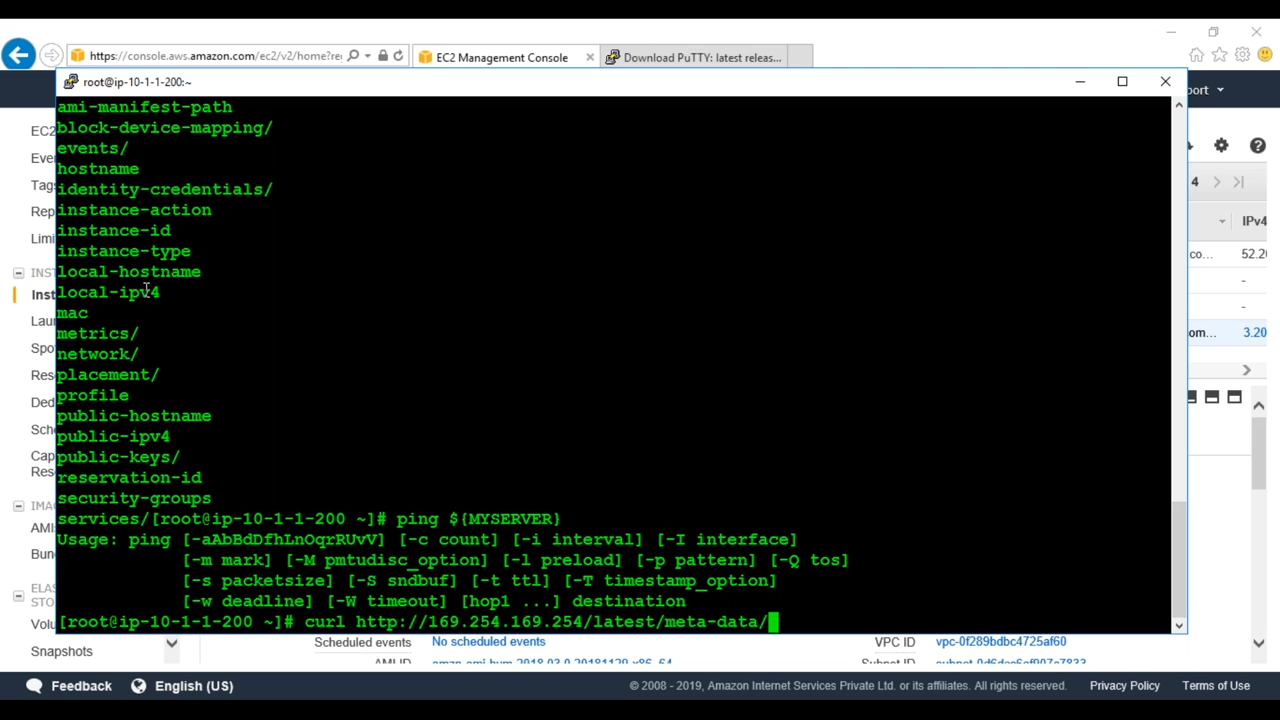 https://console.aws.amazon.com/ec2/v2/home?re
EC2 Management Console
Download PuTTY: latest releas...
root@ip-10-1-1-200:~
ort
EC2
Eve
Tags
Rep
Limi
INS
Inst
Lau
Spo
Res
Ded
Sch
Cap
Res
IMA
AMI
Bun
ELAS
STO
Volu
Snapshots
ami-manifest-path
block-device-mapping/
events/
hostname
identity-credentials/
instance-action
instance-id
instance-type
local-hostname
local-ipv4
mac
metrics/
network/
placement/
profile
public-hostname
public-ipv4
public-keys/
reservation-id
security-groups
services/[root@ip-10-1-1-200 ~]# ping ${MYSERVER}
Usage: ping [-aAbBdDfhLnOqrRUvV] [-c count] [-i interval] [-I interface]
[-m mark] [-M pmtudisc_option] [-l preload] [-p pattern] [-Q tos]
[-s packetsize] [-S sndbuf] [-t ttl] [-T timestamp_option]
[-w deadline] [-W timeout] [hop1 ...] destination
[root@ip-10-1-1-200 ~]# curl http://169.254.169.254/latest/meta-data/
4
IPv4
co... 52.20
-
-
om... 3.20
Scheduled events No scheduled events VPC ID vpc-0f289bdbc4725af60
Feedback English (US) © 2008 - 2019, Amazon Internet Services Private Ltd. or its affiliates. All rights reserved. Privacy Policy Terms of Use